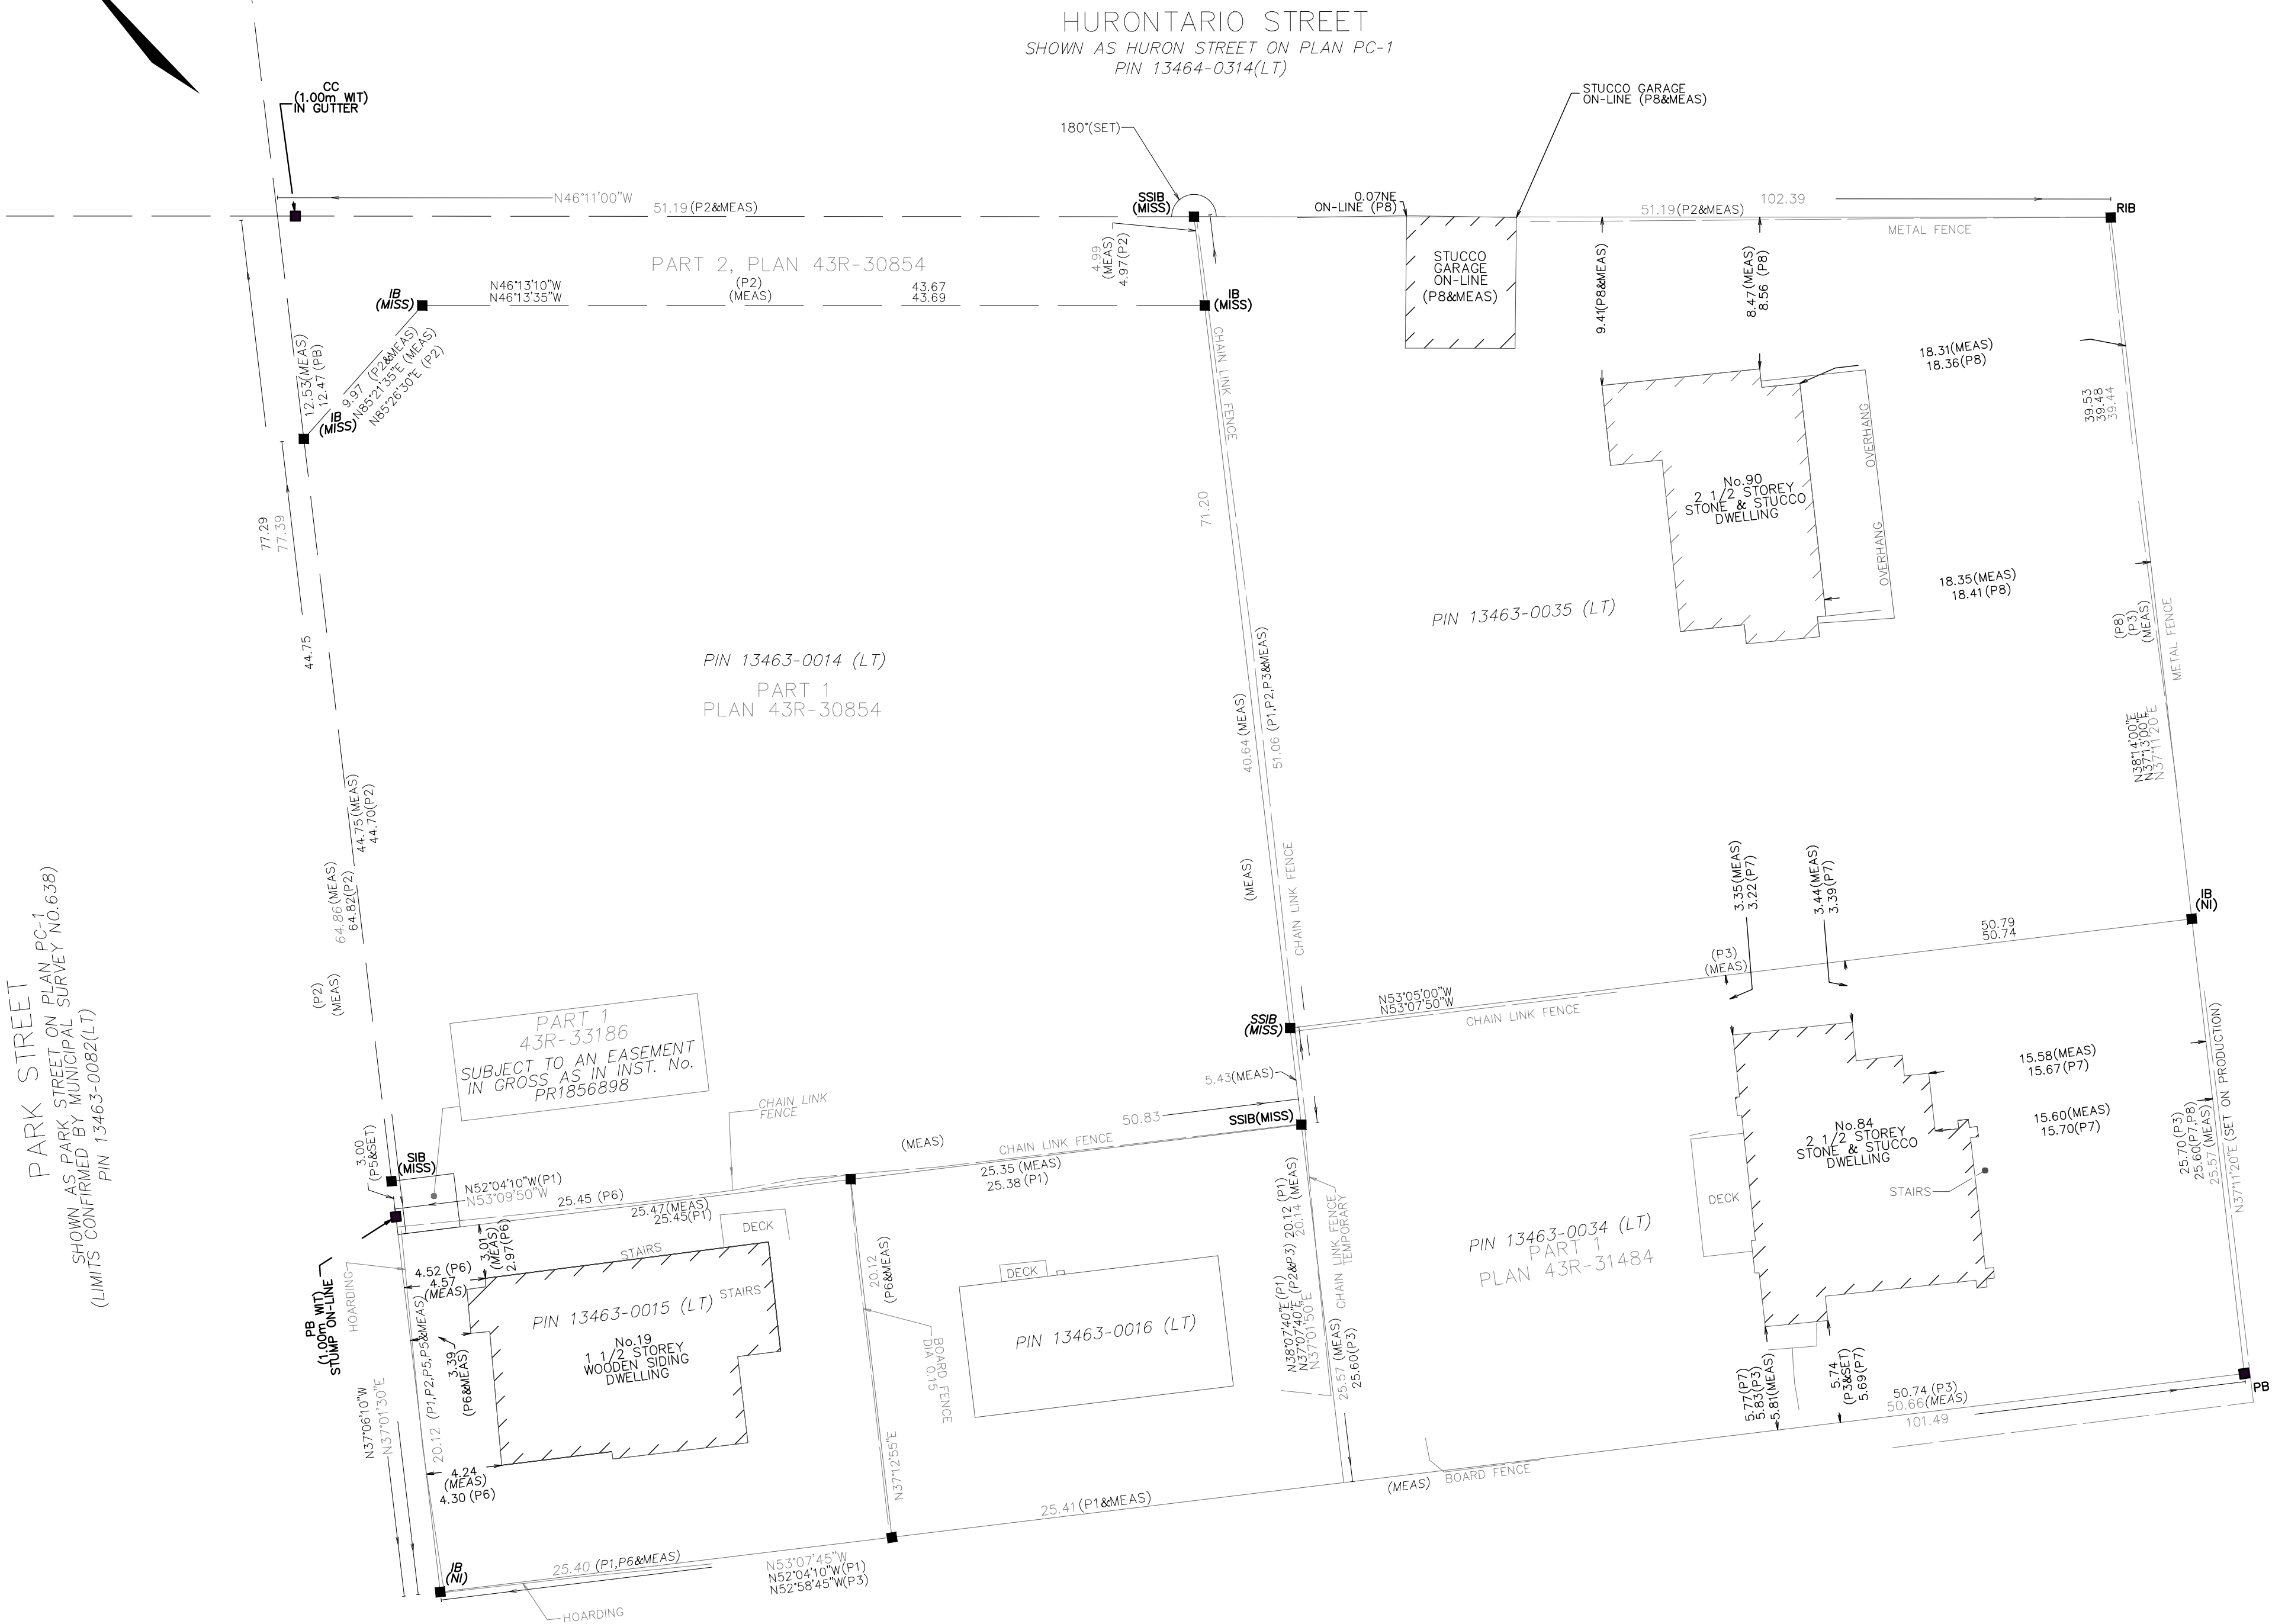 HURONTARIO STREET
SHOWN AS HURON STREET ON PLAN PC-1
PIN 13464-0314(LT)
CC
(1.00m WIT)
IN GUTTER
STUCCO GARAGE
ON-LINE (P8&MEAS)
180°(SET)
N46°11'00"W
51.19(P2&MEAS)
SSIB
(MISS)
0.07NE
ON-LINE (P8)
51.19(P2&MEAS)
102.39
RIB
METAL FENCE
4.99
(MEAS)
4.97(P2)
PART 2, PLAN 43R-30854
N46°13'10"W
N46°13'35"W
(P2)
(MEAS)
43.67
43.69
IB
(MISS)
IB
(MISS)
STUCCO
GARAGE
ON-LINE
(P8&MEAS)
9.41(P8&MEAS)
8.47(MEAS)
8.56 (P8)
12.53(MEAS)
12.47(PB)
9.97 (P2&MEAS)
N85°21'35"E (MEAS)
N85°26'30"E (P2)
IB
(MISS)
CHAIN LINK FENCE
18.31(MEAS)
18.36(P8)
39.53
39.48
39.44
OVERHANG
No.90
2 1/2 STOREY
STONE & STUCCO
DWELLING
OVERHANG
77.29
77.39
71.20
18.35(MEAS)
18.41(P8)
PIN 13463-0035 (LT)
(P8)
(P3)
(MEAS)
METAL FENCE
44.75
PIN 13463-0014 (LT)
PART 1
PLAN 43R-30854
40.64(MEAS)
51.06 (P1,P2,P3&MEAS)
N38°14'00"E
N37°13'00"E
N37°11'20"E
44.75(MEAS)
44.70(P2)
64.86(MEAS)
64.82(P2)
(MEAS)
CHAIN LINK FENCE
3.35(MEAS)
3.22(P7)
3.44(MEAS)
3.39(P7)
IB
(NI)
50.79
50.74
(P3)
(MEAS)
PARK STREET
SHOWN AS PARK STREET ON PLAN PC-1
(LIMITS CONFIRMED BY MUNICIPAL SURVEY NO.638)
PIN 13463-0082(LT)
(P2)
(MEAS)
PART 1
43R-33186
SUBJECT TO AN EASEMENT
IN GROSS AS IN INST. No.
PR1856898
SSIB
(MISS)
N53°05'00"W
N53°07'50"W
CHAIN LINK FENCE
5.43(MEAS)
15.58(MEAS)
15.67(P7)
CHAIN LINK
FENCE
50.83
SSIB(MISS)
(MEAS)
CHAIN LINK FENCE
15.60(MEAS)
15.70(P7)
No.84
2 1/2 STOREY
STONE & STUCCO
DWELLING
25.70(P3)
25.60(P7,P8)
25.57(MEAS)
N37°11'20"E(SET ON PRODUCTION)
3.00
(P5&SET)
SIB
(MISS)
N52°04'10"W(P1)
N53°09'50"W
25.45 (P6)
25.47(MEAS)
25.45(P1)
25.35 (MEAS)
25.38 (P1)
DECK
STAIRS
DECK
STAIRS
3.01
(MEAS)
2.97(P6)
4.52 (P6)
4.57
(MEAS)
20.12
(P6&MEAS)
N38°07'40"E(P1) 20.12 (P1)
N37°07'40"E (P2&P3) 20.14 (MEAS)
N37°01'50"E
CHAIN LINK FENCE
TEMPORARY
PIN 13463-0034 (LT)
PART 1
PLAN 43R-31484
HOARDING
PB
(1.00m WIT)
STUMP ON-LINE
PIN 13463-0015 (LT)
STAIRS
No.19
1 1/2 STOREY
WOODEN SIDING
DWELLING
DECK
PIN 13463-0016 (LT)
BOARD FENCE
DIA 0.15
3.39
(P6&MEAS)
20.12 (P1,P2,P5,P5&MEAS)
N37°06'10"W
N37°01'30"E
25.57 (MEAS) CHAIN LINK FENCE
25.60(P3)
5.77(P7)
5.83(P3)
5.81(MEAS)
5.74
(P3&SET)
5.69(P7)
50.74 (P3)
50.66(MEAS)
101.49
PB
4.24
(MEAS)
4.30 (P6)
N37°12'55"E
25.41(P1&MEAS)
(MEAS)
BOARD FENCE
IB
(NI)
25.40 (P1,P6&MEAS)
N53°07'45"W
N52°04'10"W(P1)
N52°58'45"W(P3)
HOARDING